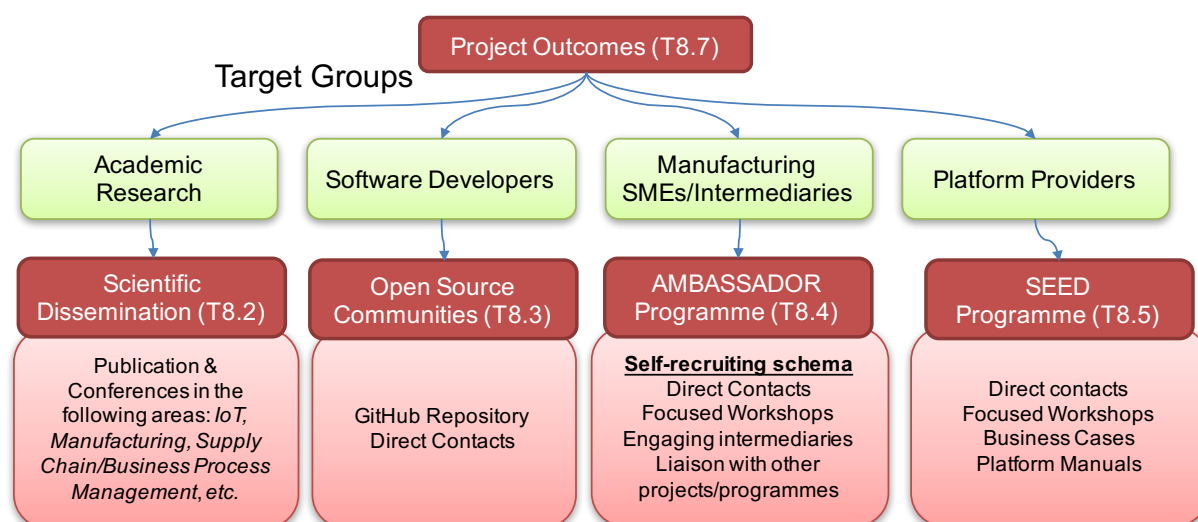 Project Outcomes (T8.7)
Target Groups
Academic
Research
Software Developers
Manufacturing
SMEs/Intermediaries
Platform Providers
Scientific
Dissemination (T8.2)
Open Source
Communities (T8.3)
AMBASSADOR
Programme (T8.4)
SEED
Programme (T8.5)
Publication &
Conferences in the
following areas: IoT,
Manufacturing, Supply
Chain/Business Process
Management, etc.
GitHub Repository
Direct Contacts
Self-recruiting schema
Direct Contacts
Focused Workshops
Engaging intermediaries
Liaison with other
projects/programmes
Direct contacts
Focused Workshops
Business Cases
Platform Manuals